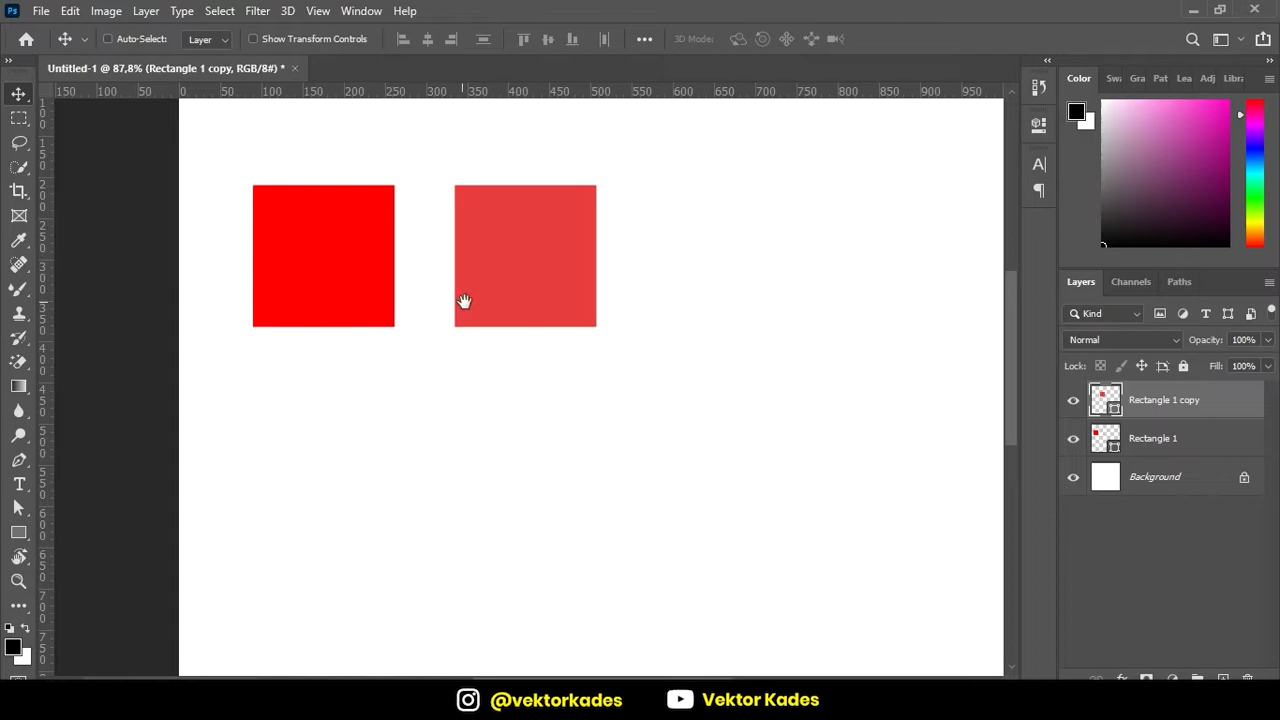 Ps File Edit Image Layer Type Select Filter 3D View Window Help
Auto-Select: Layer Show Transform Controls 3D Mode:
Untitled-1 @ 87,8% (Rectangle 1 copy, RGB/8#) * ×
150 100 50 0 50 100 150 200 250 300 350 400 450 500 550 600 650 700 750 800 850 900 950
Color Sw Gra Pat Lea Adj Libra
Layers Channels Paths
Kind
Normal Opacity: 100%
Lock: Fill: 100%
Rectangle 1 copy
Rectangle 1
Background
@vektorkades Vektor Kades